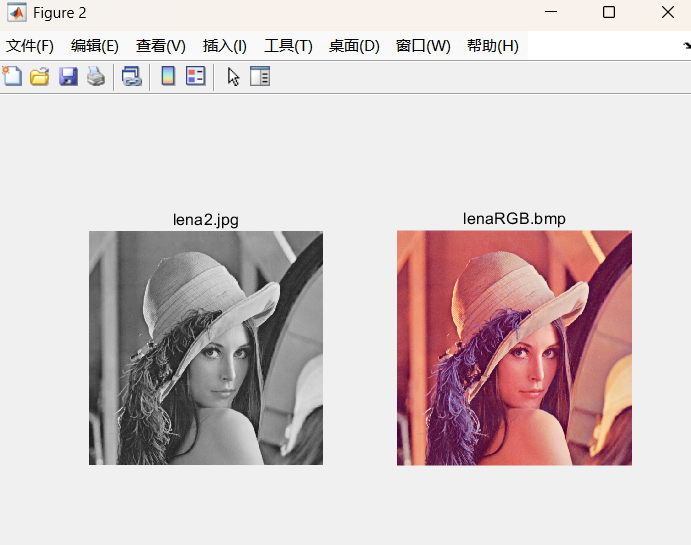 Figure 2
文件(F) 编辑(E) 查看(V) 插入(I) 工具(T) 桌面(D) 窗口(W) 帮助(H)
lena2.jpg lenaRGB.bmp